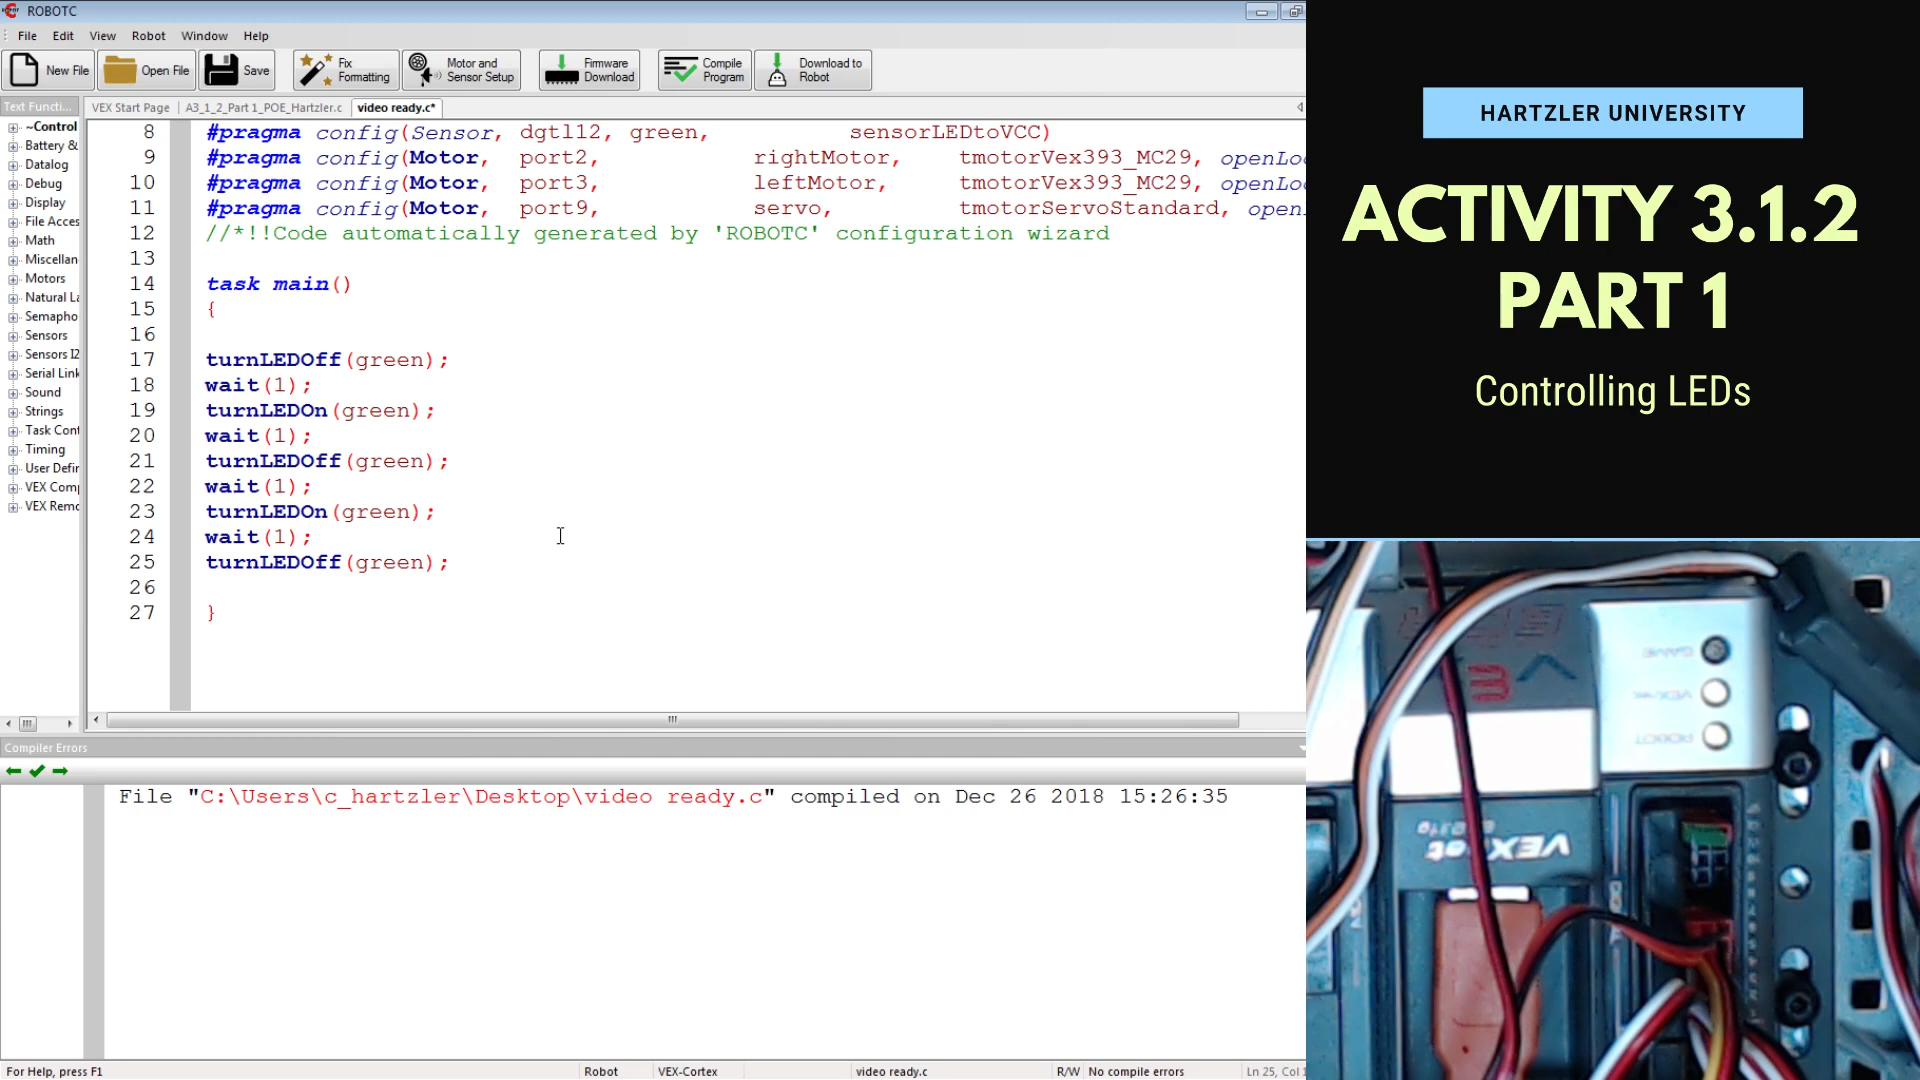 ROBOTC
File Edit View Robot Window Help
New File Open File Save Fix Formatting Motor and Sensor Setup Firmware Download Compile Program Download to Robot
Text Functi...
VEX Start Page A3_1_2_Part 1_POE_Hartzler.c video ready.c*
~Control
Battery &
Datalog
Debug
Display
File Acces
Math
Miscellan
Motors
Natural La
Semapho
Sensors
Sensors I2
Serial Link
Sound
Strings
Task Cont
Timing
User Defin
VEX Comp
VEX Remo
8 #pragma config(Sensor, dgtl12, green, sensorLEDtoVCC)
9 #pragma config(Motor, port2, rightMotor, tmotorVex393_MC29, openLoo
10 #pragma config(Motor, port3, leftMotor, tmotorVex393_MC29, openLoo
11 #pragma config(Motor, port9, servo, tmotorServoStandard, open
12 //*!!Code automatically generated by 'ROBOTC' configuration wizard
13
14 task main()
15 {
16
17 turnLEDOff(green);
18 wait(1);
19 turnLEDOn(green);
20 wait(1);
21 turnLEDOff(green);
22 wait(1);
23 turnLEDOn(green);
24 wait(1);
25 turnLEDOff(green);
26
27 }
Compiler Errors
File "C:\Users\c_hartzler\Desktop\video ready.c" compiled on Dec 26 2018 15:26:35
For Help, press F1 Robot VEX-Cortex video ready.c R/W No compile errors Ln 25, Col
HARTZLER UNIVERSITY
ACTIVITY 3.1.2
PART 1
Controlling LEDs
GAME
VEXnet
ROBOT
VEXnet